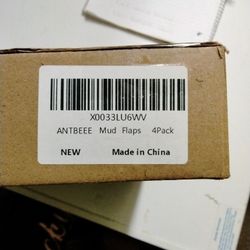 X0033LU6WV
ANTBEEE Mud Flaps 4Pack
NEW Made in China